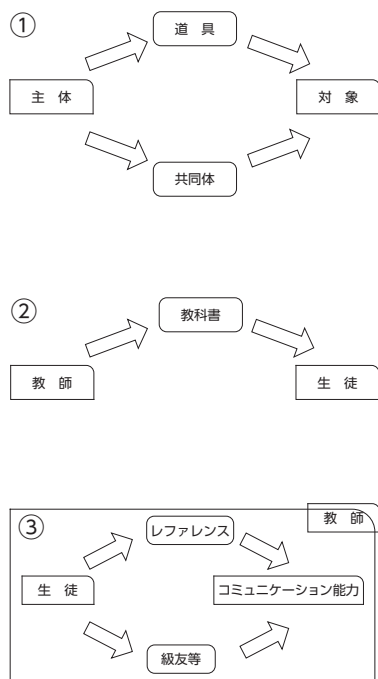 ①
道 具
主 体
対 象
共同体
②
教科書
教 師
生 徒
③
教 師
レファレンス
生 徒
コミュニケーション能力
級友等